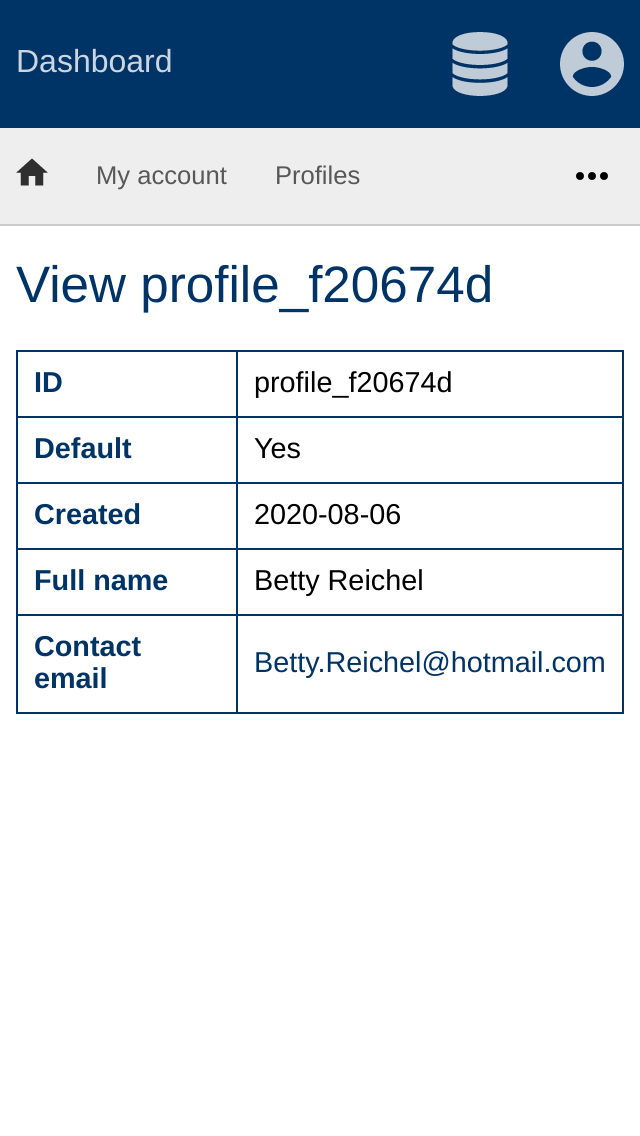 Dashboard
My account Profiles
View profile_f20674d
ID profile_f20674d
Default Yes
Created 2020-08-06
Full name Betty Reichel
Contact
email
Betty.Reichel@hotmail.com